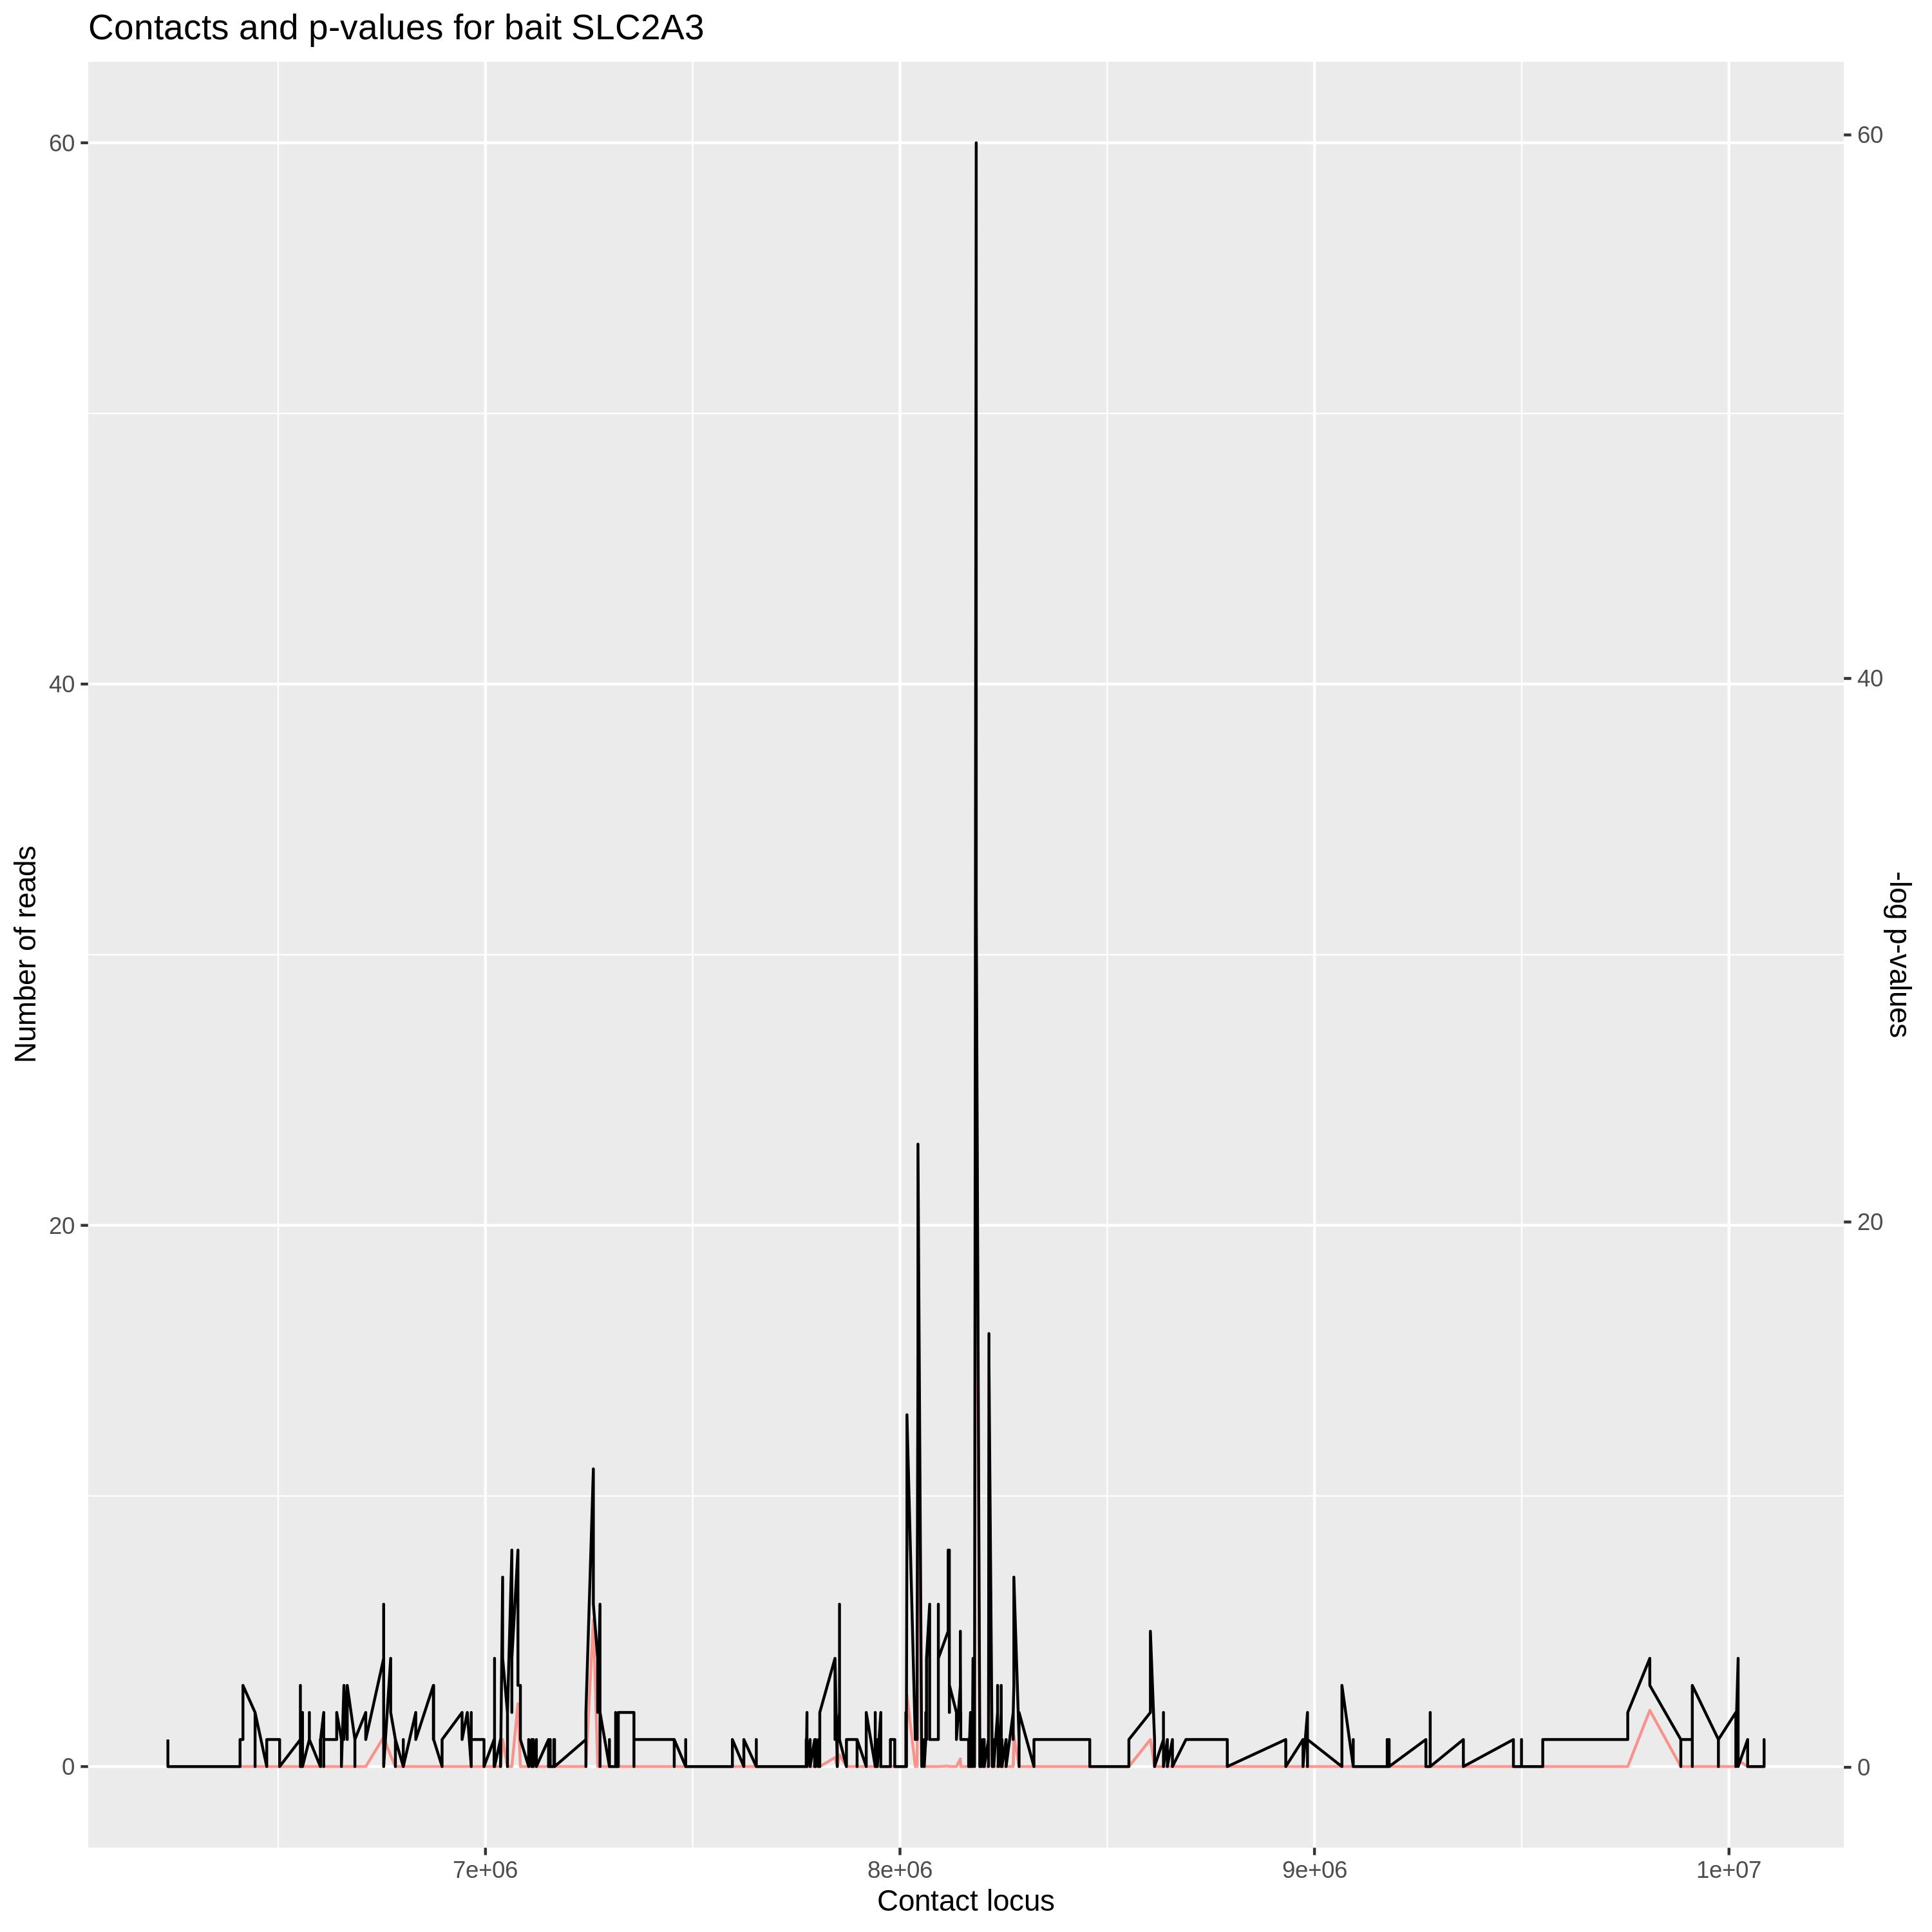 Contacts and p-values for bait SLC2A3
60
40
20
0
Number of reads
60
40
20
0
-log p-values
7e+06
8e+06
9e+06
1e+07
Contact locus